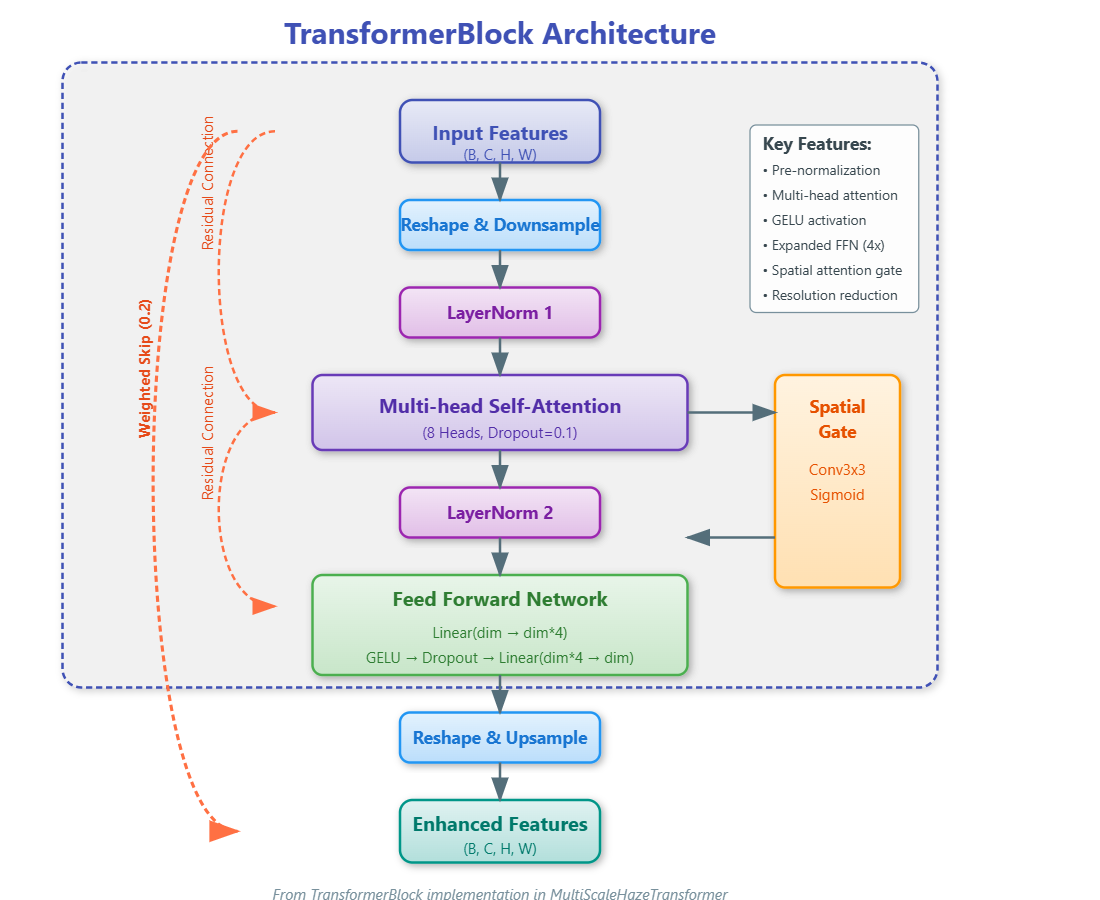 TransformerBlock Architecture
Input Features
(B, C, H, W)
Reshape & Downsample
LayerNorm 1
Multi-head Self-Attention
(8 Heads, Dropout=0.1)
LayerNorm 2
Feed Forward Network
Linear(dim → dim*4)
GELU → Dropout → Linear(dim*4 → dim)
Reshape & Upsample
Enhanced Features
(B, C, H, W)
Residual Connection
Residual Connection
Weighted Skip (0.2)
Key Features:
• Pre-normalization
• Multi-head attention
• GELU activation
• Expanded FFN (4x)
• Spatial attention gate
• Resolution reduction
Spatial
Gate
Conv3x3
Sigmoid
From TransformerBlock implementation in MultiScaleHazeTransformer